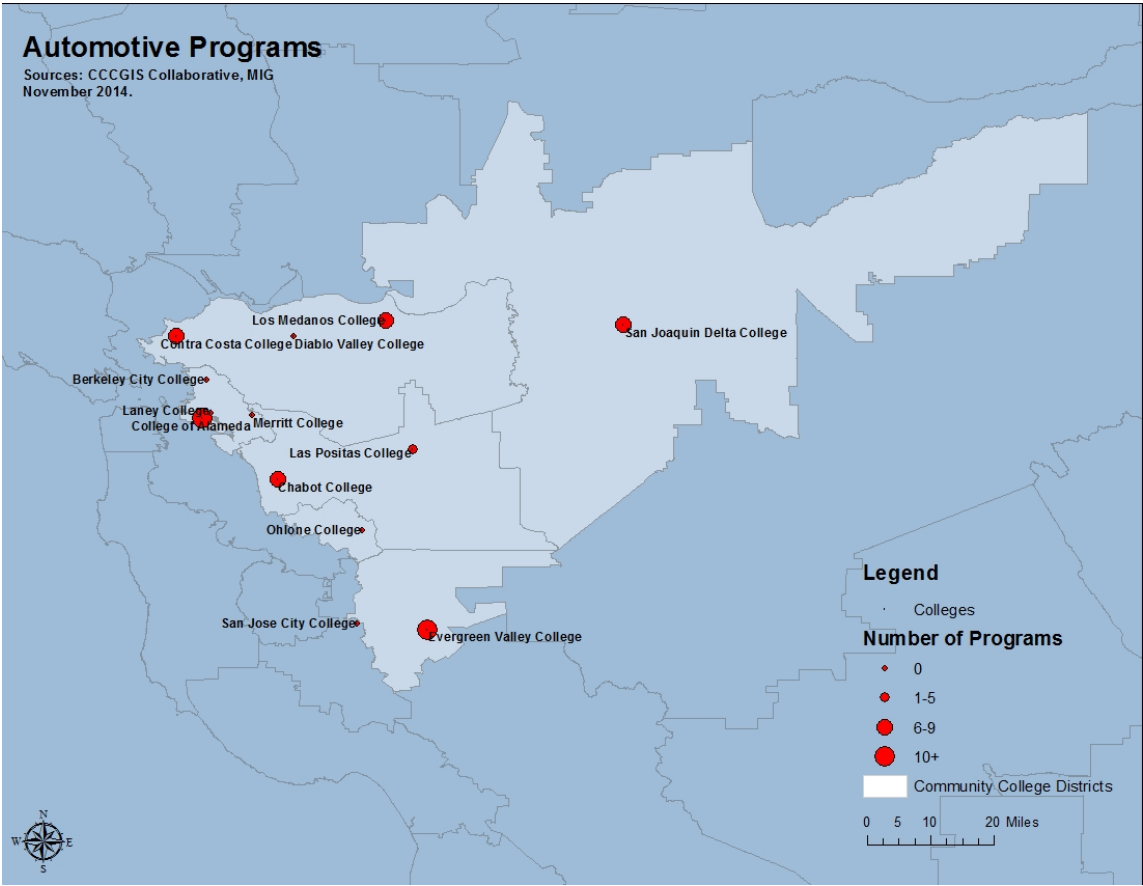 Automotive Programs
Sources: CCCGIS Collaborative, MIG
November 2014.
Los Medanos College
San Joaquin Delta College
Contra Costa College
Diablo Valley College
Berkeley City College
Laney College
College of Alameda
Merritt College
Las Positas College
Chabot College
Ohlone College
San Jose City College
Evergreen Valley College
Legend
Colleges
Number of Programs
0
1-5
6-9
10+
Community College Districts
0 5 10 20 Miles
N
W E
S